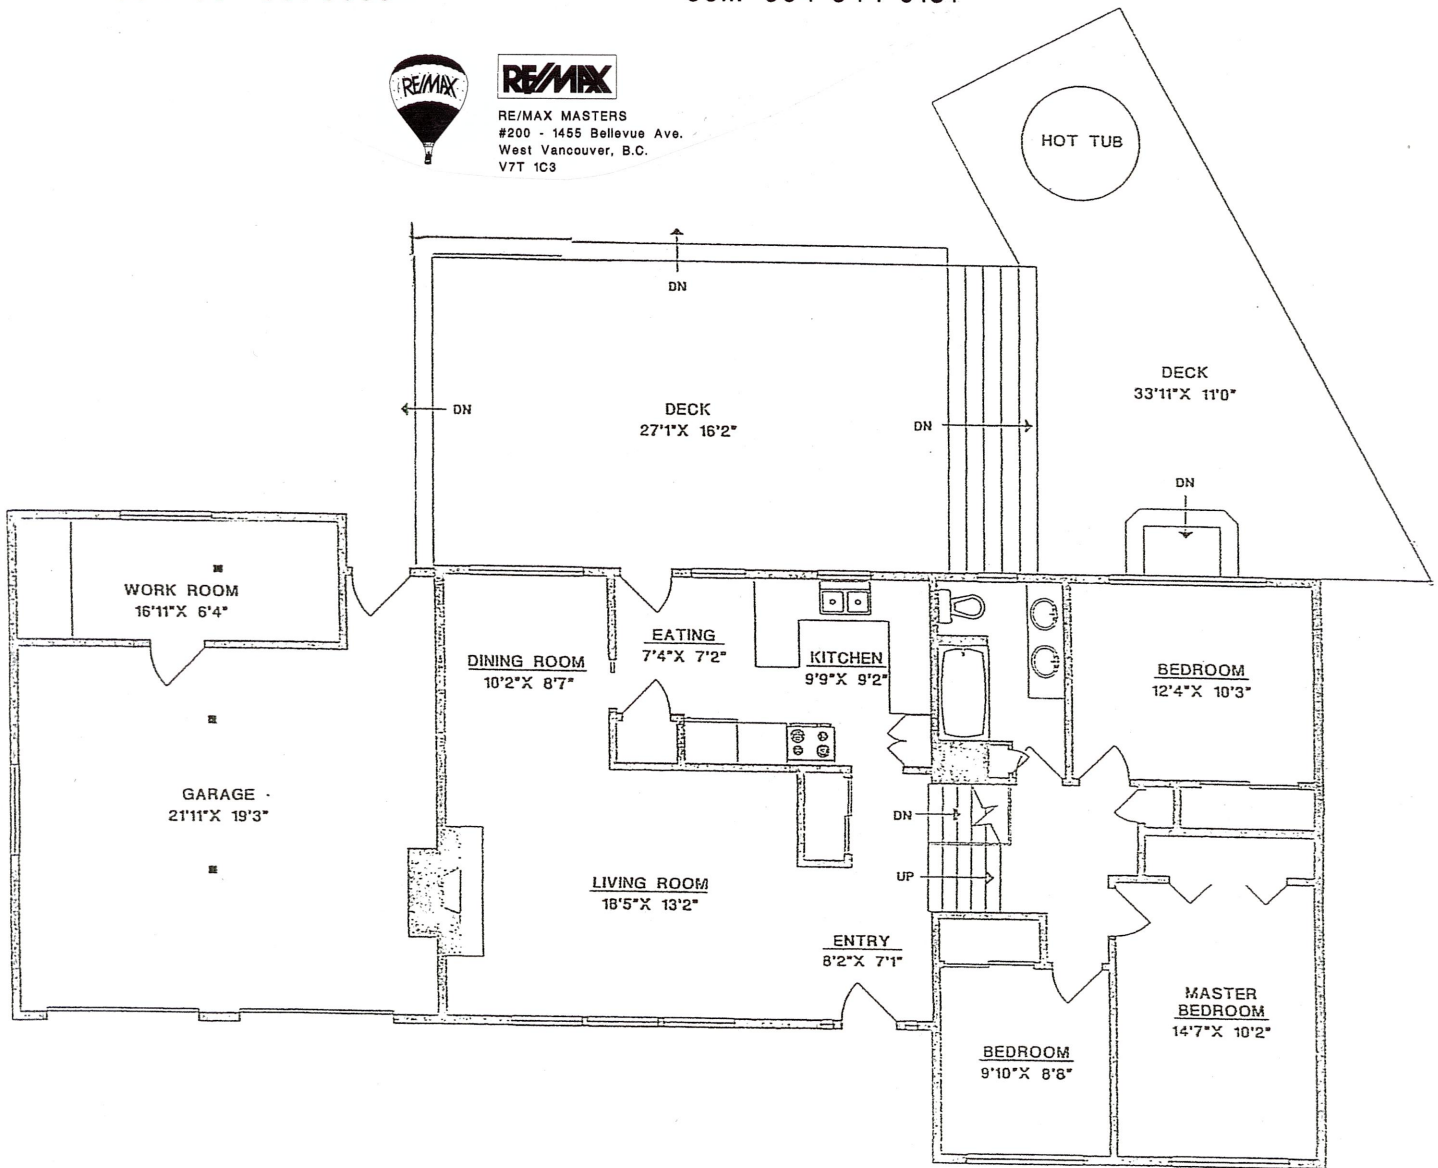 RE/MAX
RE/MAX
RE/MAX MASTERS
#200 - 1455 Bellevue Ave.
West Vancouver, B.C.
V7T 1C3
HOT TUB
DN
DECK
33'11"X 11'0"
DN
DECK
27'1"X 16'2"
DN
DN
WORK ROOM
16'11"X 6'4"
EATING
7'4"X 7'2"
DINING ROOM
10'2"X 8'7"
KITCHEN
9'9"X 9'2"
BEDROOM
12'4"X 10'3"
GARAGE
21'11"X 19'3"
DN
UP
LIVING ROOM
18'5"X 13'2"
ENTRY
8'2"X 7'1"
MASTER
BEDROOM
14'7"X 10'2"
BEDROOM
9'10"X 8'8"